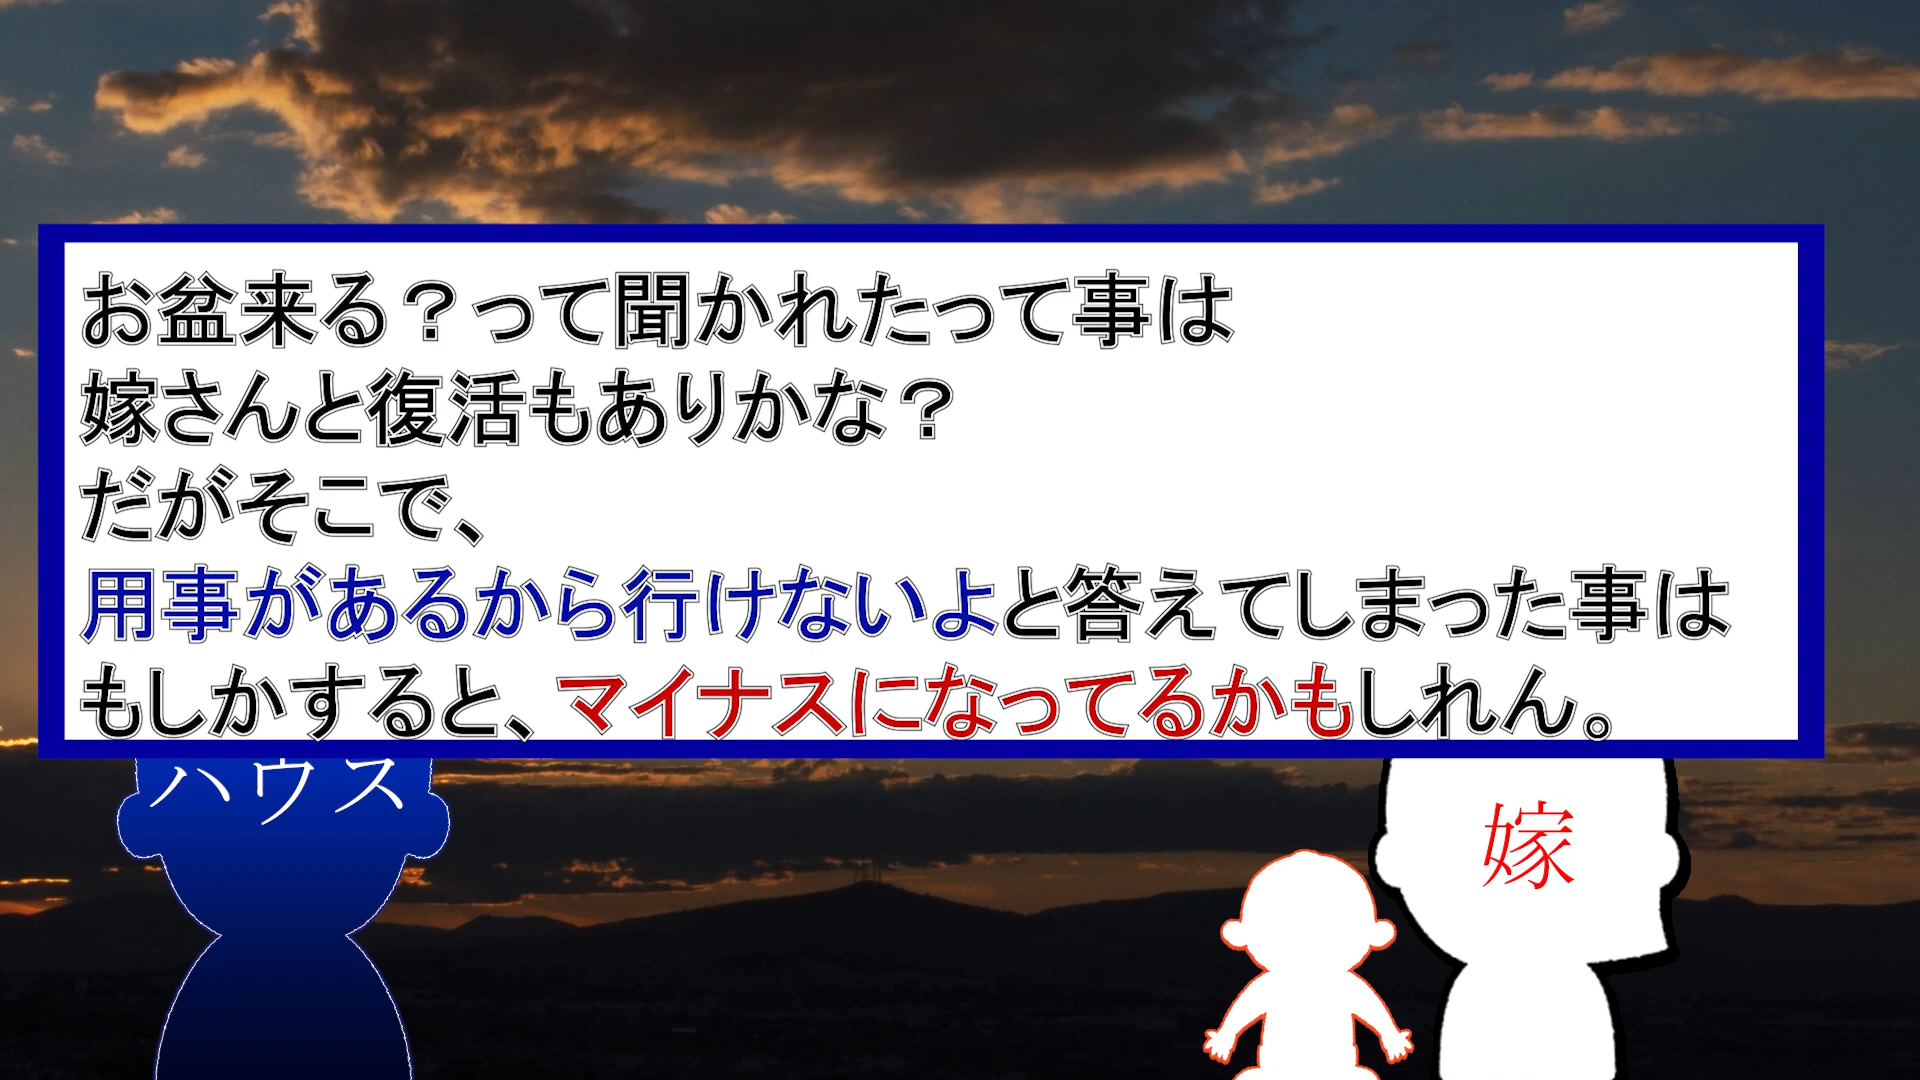 お盆来る？って聞かれたって事は
嫁さんと復活もありかな？
だがそこで、
用事があるから行けないよと答えてしまった事は
もしかすると、マイナスになってるかもしれん。
ハウス
嫁